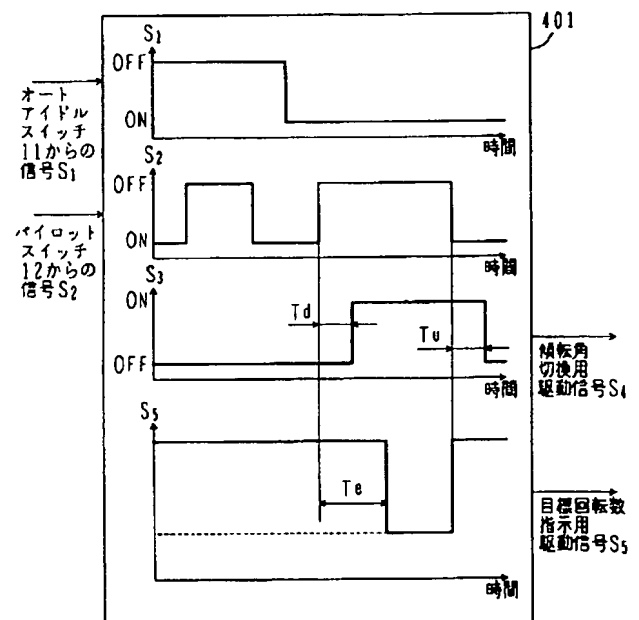 401
S1
OFF
ON
時間
オート
アイドル
スイッチ
11からの
信号S1
S2
OFF
ON
時間
パイロット
スイッチ
12からの
信号S2
S3
ON
OFF
Td
Tu
時間
傾転角
切換用
駆動信号S4
S5
Te
時間
目標回転数
指示用
駆動信号S5